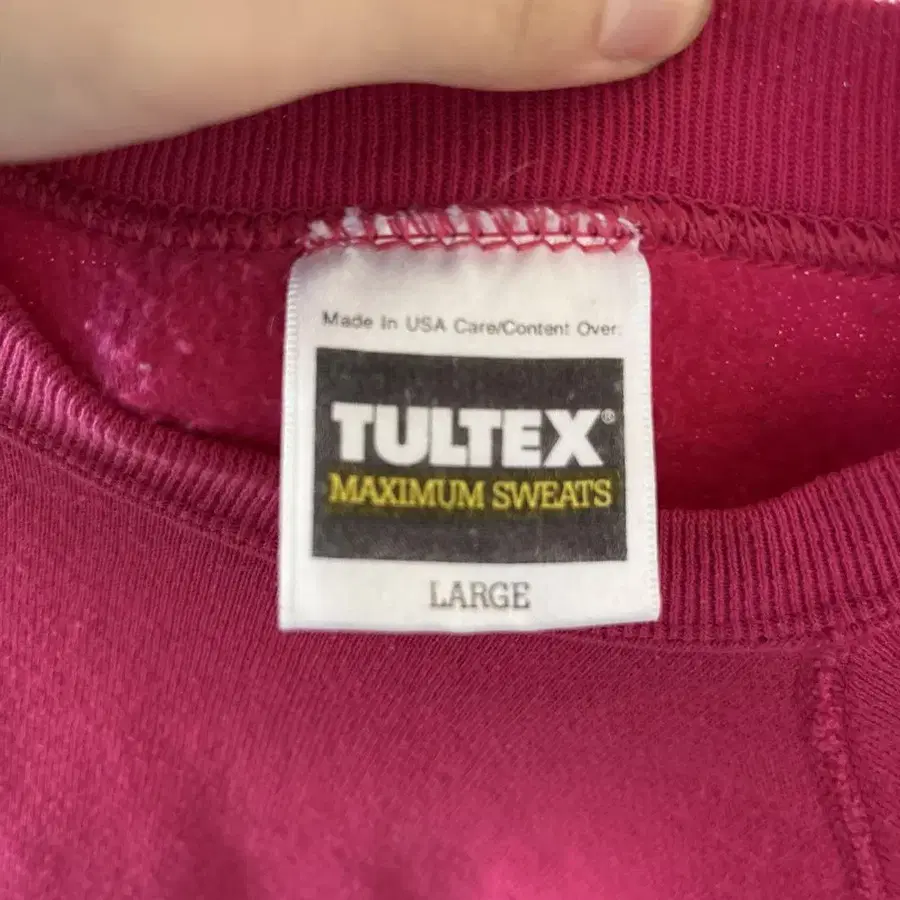 Made In USA Care/Content Over.
TULTEX®
MAXIMUM SWEATS
LARGE